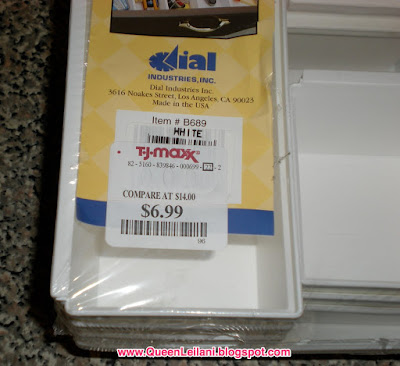 Dial
INDUSTRIES, INC.
Dial Industries Inc.
5616 Noakes Street, Los Angeles, CA 90023
Made in the USA
Item # B689
WHITE
T·J·maxx®
COMPARE AT $14.00
$6.99
www.QueenLeilani.blogspot.com